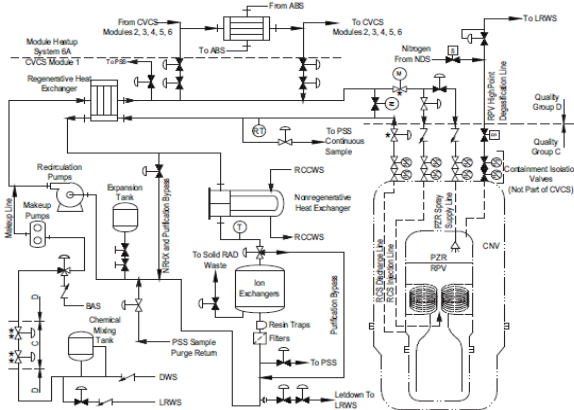 From ABS
From CVCS
Modules 2, 3, 4, 5, 6
To CVCS
Modules 2, 3, 4, 5, 6
To LRWS
To ABS
Module Heatup
System 6A
CVCS Module 1
To PSS
Nitrogen
From NDS
Regenerative Heat
Exchanger
M
RPV High Point
Degasification Line
Quality
Group D
Quality
Group C
RT
To PSS
Continuous
Sample
Containment Isolation
Valves
(Not Part of CVCS)
Recirculation
Pumps
Expansion
Tank
Makeup
Pumps
Makeup Line
NRHX and Purification Bypass
RCCWS
Nonregenerative
Heat Exchanger
RCCWS
T
RCS Discharge Line
RCS Injection Line
PZR Spray
Supply Line
CNV
PZR
RPV
To Solid RAD
Waste
Ion
Exchangers
Purification Bypass
BAS
Resin Traps
Filters
Chemical
Mixing
Tank
PSS Sample
Purge Return
To PSS
D
C
D
DWS
LRWS
Letdown To
LRWS